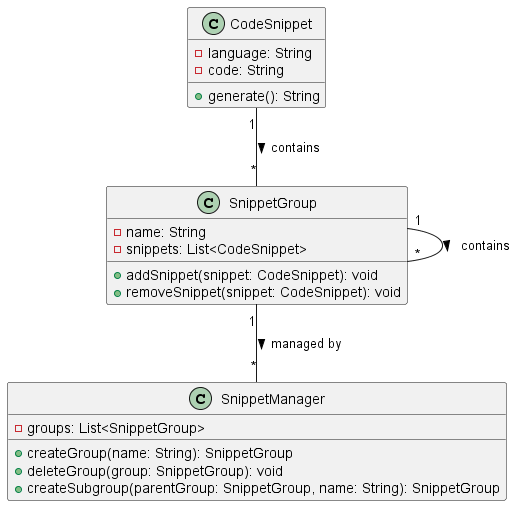 C CodeSnippet
language: String
code: String
generate(): String
1
contains
*
C SnippetGroup
name: String
snippets: List<CodeSnippet>
addSnippet(snippet: CodeSnippet): void
removeSnippet(snippet: CodeSnippet): void
1
contains
*
1
managed by
*
C SnippetManager
groups: List<SnippetGroup>
createGroup(name: String): SnippetGroup
deleteGroup(group: SnippetGroup): void
createSubgroup(parentGroup: SnippetGroup, name: String): SnippetGroup